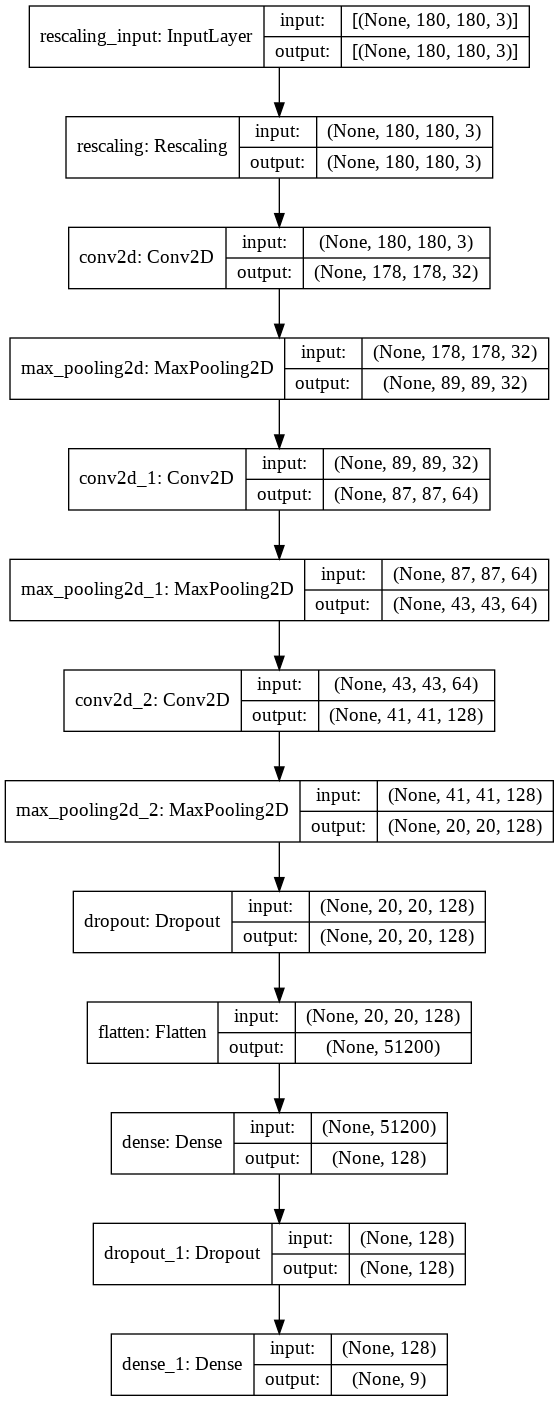 rescaling_input: InputLayer
input: [(None, 180, 180, 3)]
output: [(None, 180, 180, 3)]
rescaling: Rescaling
input: (None, 180, 180, 3)
output: (None, 180, 180, 3)
conv2d: Conv2D
input: (None, 180, 180, 3)
output: (None, 178, 178, 32)
max_pooling2d: MaxPooling2D
input: (None, 178, 178, 32)
output: (None, 89, 89, 32)
conv2d_1: Conv2D
input: (None, 89, 89, 32)
output: (None, 87, 87, 64)
max_pooling2d_1: MaxPooling2D
input: (None, 87, 87, 64)
output: (None, 43, 43, 64)
conv2d_2: Conv2D
input: (None, 43, 43, 64)
output: (None, 41, 41, 128)
max_pooling2d_2: MaxPooling2D
input: (None, 41, 41, 128)
output: (None, 20, 20, 128)
dropout: Dropout
input: (None, 20, 20, 128)
output: (None, 20, 20, 128)
flatten: Flatten
input: (None, 20, 20, 128)
output: (None, 51200)
dense: Dense
input: (None, 51200)
output: (None, 128)
dropout_1: Dropout
input: (None, 128)
output: (None, 128)
dense_1: Dense
input: (None, 128)
output: (None, 9)